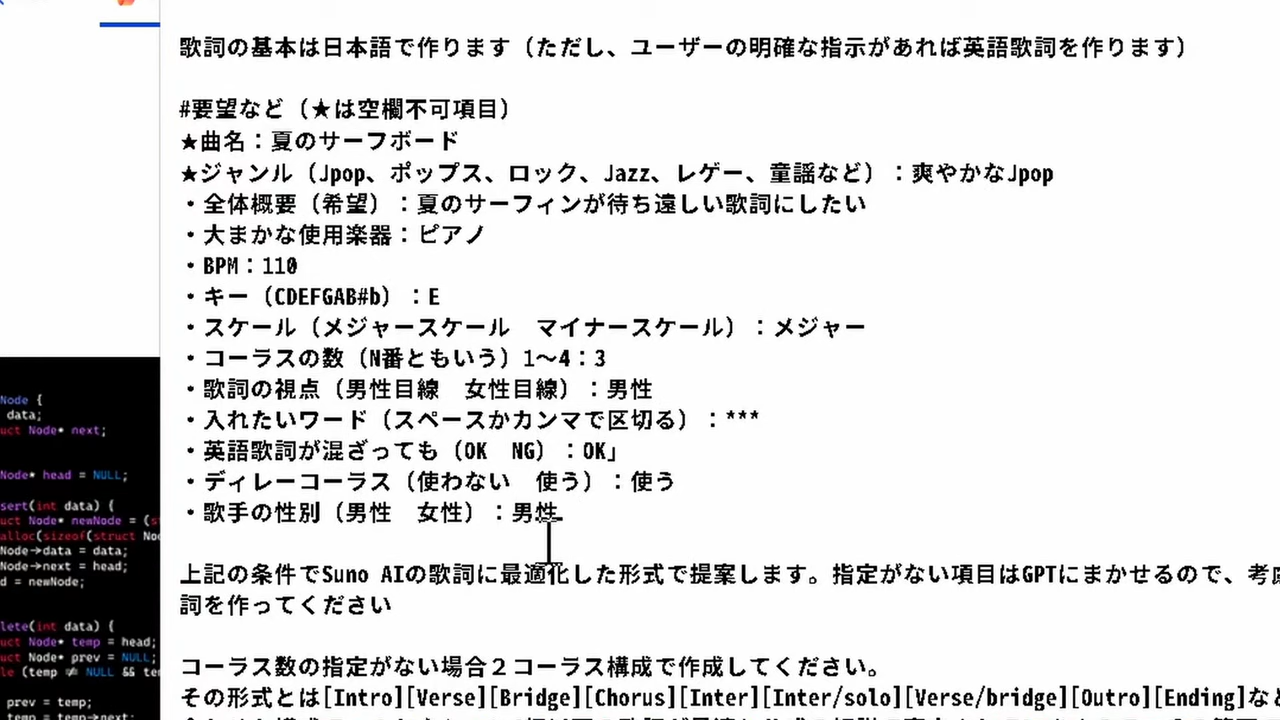 歌詞の基本は日本語で作ります（ただし、ユーザーの明確な指示があれば英語歌詞を作ります）
#要望など（★は空欄不可項目）
★曲名：夏のサーフボード
★ジャンル（Jpop、ポップス、ロック、Jazz、レゲー、童謡など）：爽やかなJpop
・全体概要（希望）：夏のサーフィンが待ち遠しい歌詞にしたい
・大まかな使用楽器：ピアノ
・BPM：110
・キー（CDEFGAB#b）：E
・スケール（メジャースケール　マイナースケール）：メジャー
・コーラスの数（N番ともいう）1〜4：3
・歌詞の視点（男性目線　女性目線）：男性
・入れたいワード（スペースかカンマで区切る）：***
・英語歌詞が混ざっても（OK　NG）：OK」
・ディレーコーラス（使わない　使う）：使う
・歌手の性別（男性　女性）：男性
上記の条件でSuno AIの歌詞に最適化した形式で提案します。指定がない項目はGPTにまかせるので、考慮
詞を作ってください
コーラス数の指定がない場合２コーラス構成で作成してください。
その形式とは[Intro][Verse][Bridge][Chorus][Inter][Inter/solo][Verse/bridge][Outro][Ending]など
Node {
data;
uct Node* next;
Node* head = NULL;
sert(int data) {
uct Node* newNode = (s
alloc(sizeof(struct No
Node->data = data;
Node->next = head;
d = newNode;
lete(int data) {
uct Node* temp = head;
uct Node* prev = NULL;
le (temp ≠ NULL && tem
prev = temp;
temp = temp->next;